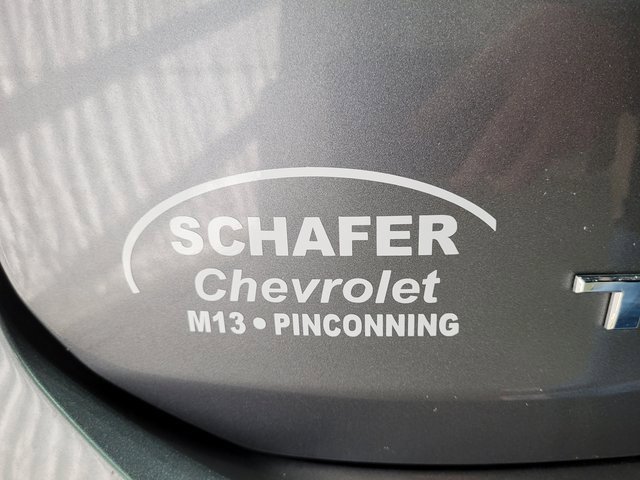 SCHAFER
Chevrolet
M13 • PINCONNING
T